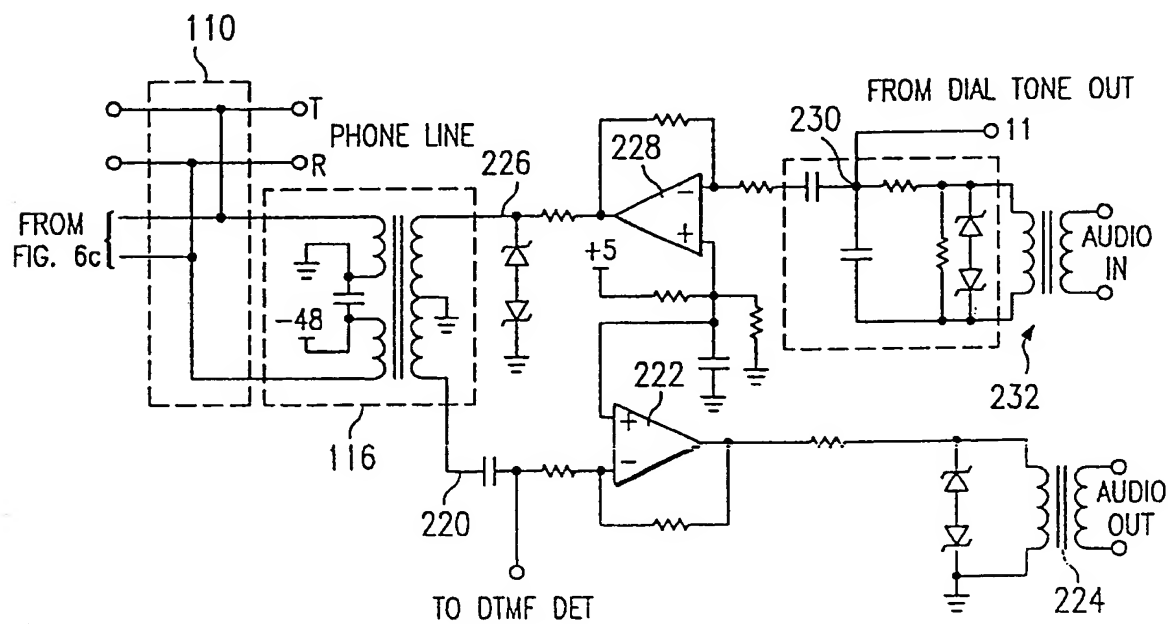 110
T
R
PHONE LINE
FROM
FIG. 6c
-48
116
226
228
-
+
+5
230
FROM DIAL TONE OUT
11
AUDIO
IN
232
222
+
-
220
TO DTMF DET
AUDIO
OUT
224